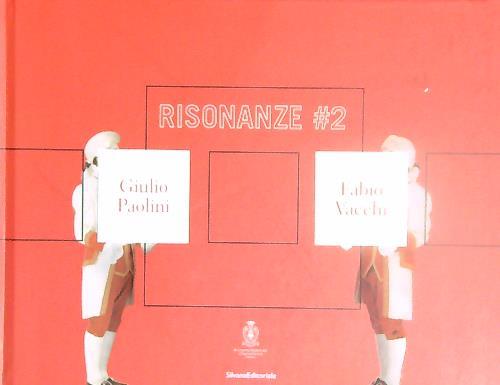 RISONANZE #2
Giulio
Paolini
Fabio
Vacchi
SilvanaEditoriale